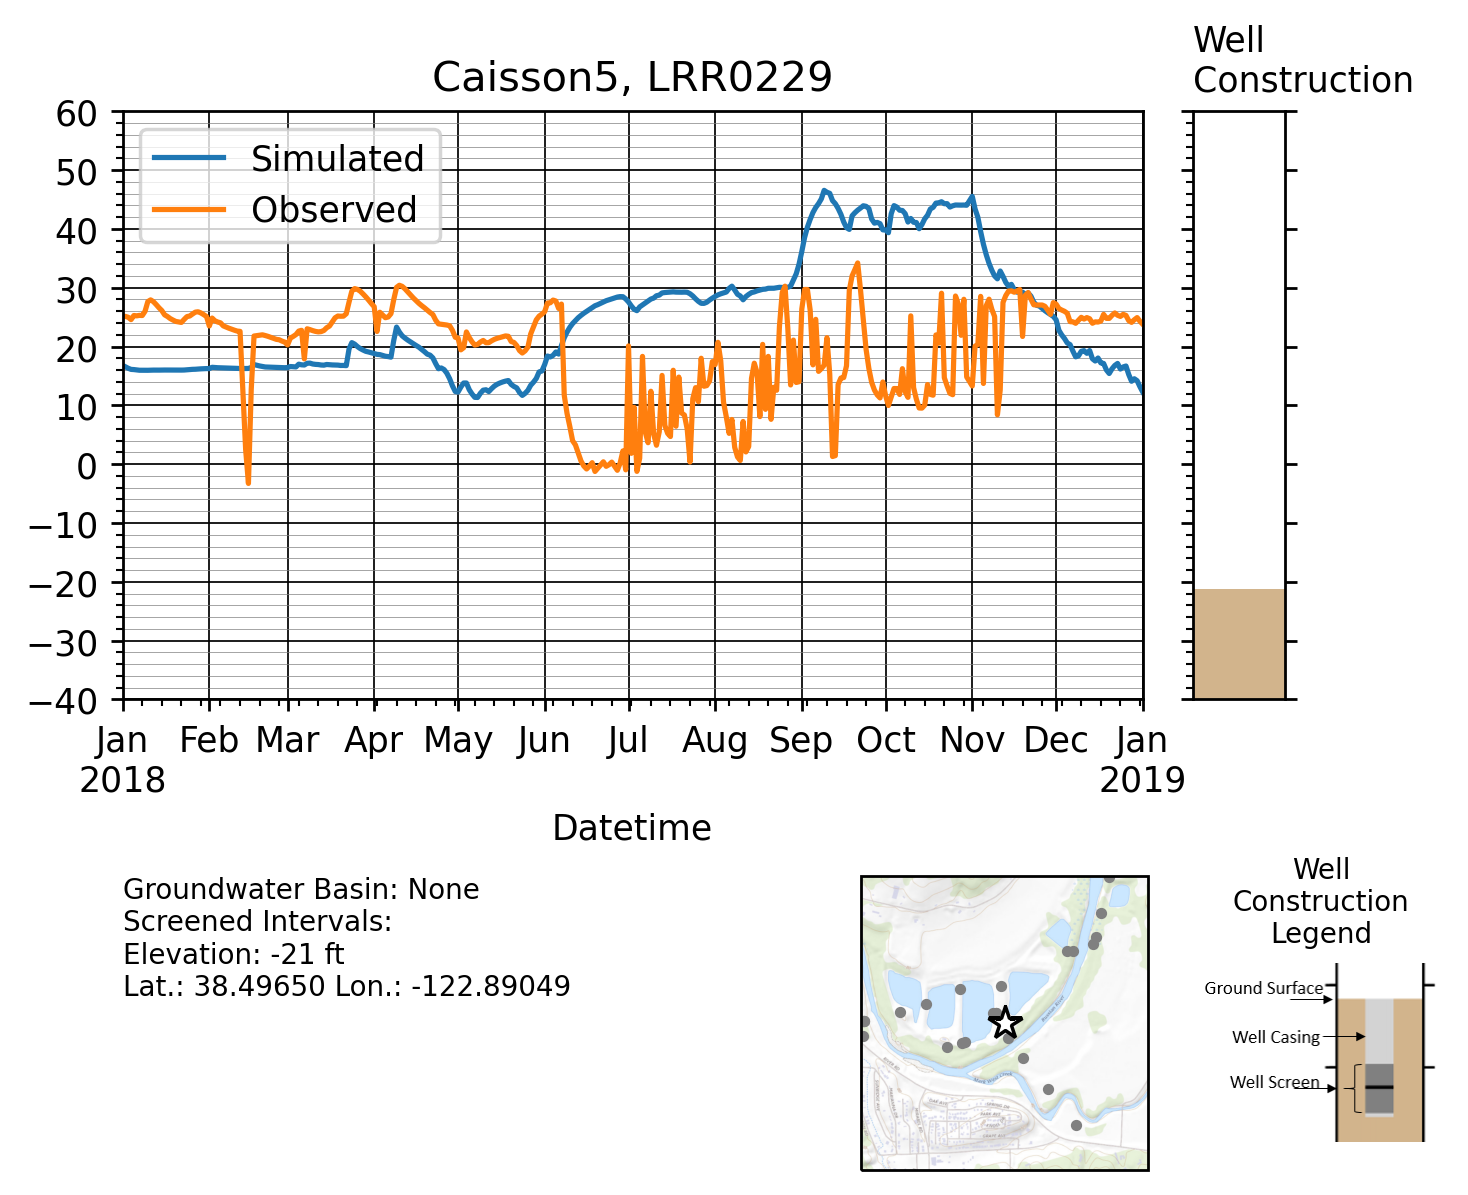 Well
Construction
Caisson5, LRR0229
60
50
40
30
20
10
0
−10
−20
−30
−40
Simulated
Observed
Jan Feb Mar Apr May Jun Jul Aug Sep Oct Nov Dec Jan
2018 2019
Datetime
Groundwater Basin: None
Screened Intervals:
Elevation: -21 ft
Lat.: 38.49650 Lon.: -122.89049
Well
Construction
Legend
Ground Surface
Well Casing
Well Screen